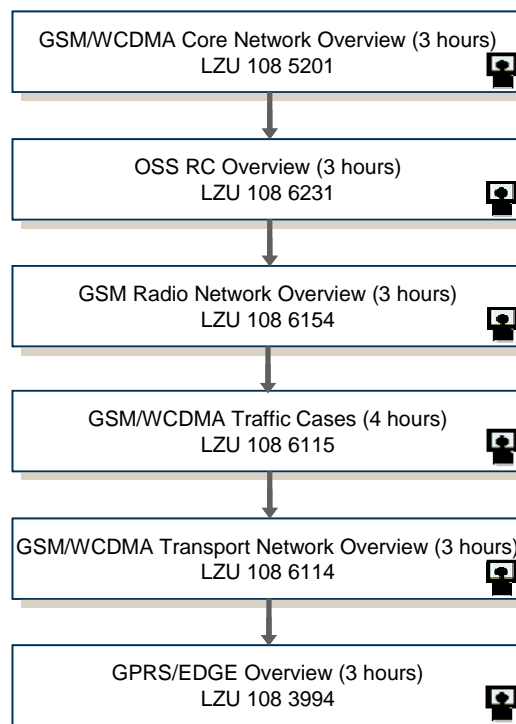 GSM/WCDMA Core Network Overview (3 hours)
LZU 108 5201
OSS RC Overview (3 hours)
LZU 108 6231
GSM Radio Network Overview (3 hours)
LZU 108 6154
GSM/WCDMA Traffic Cases (4 hours)
LZU 108 6115
GSM/WCDMA Transport Network Overview (3 hours)
LZU 108 6114
GPRS/EDGE Overview (3 hours)
LZU 108 3994